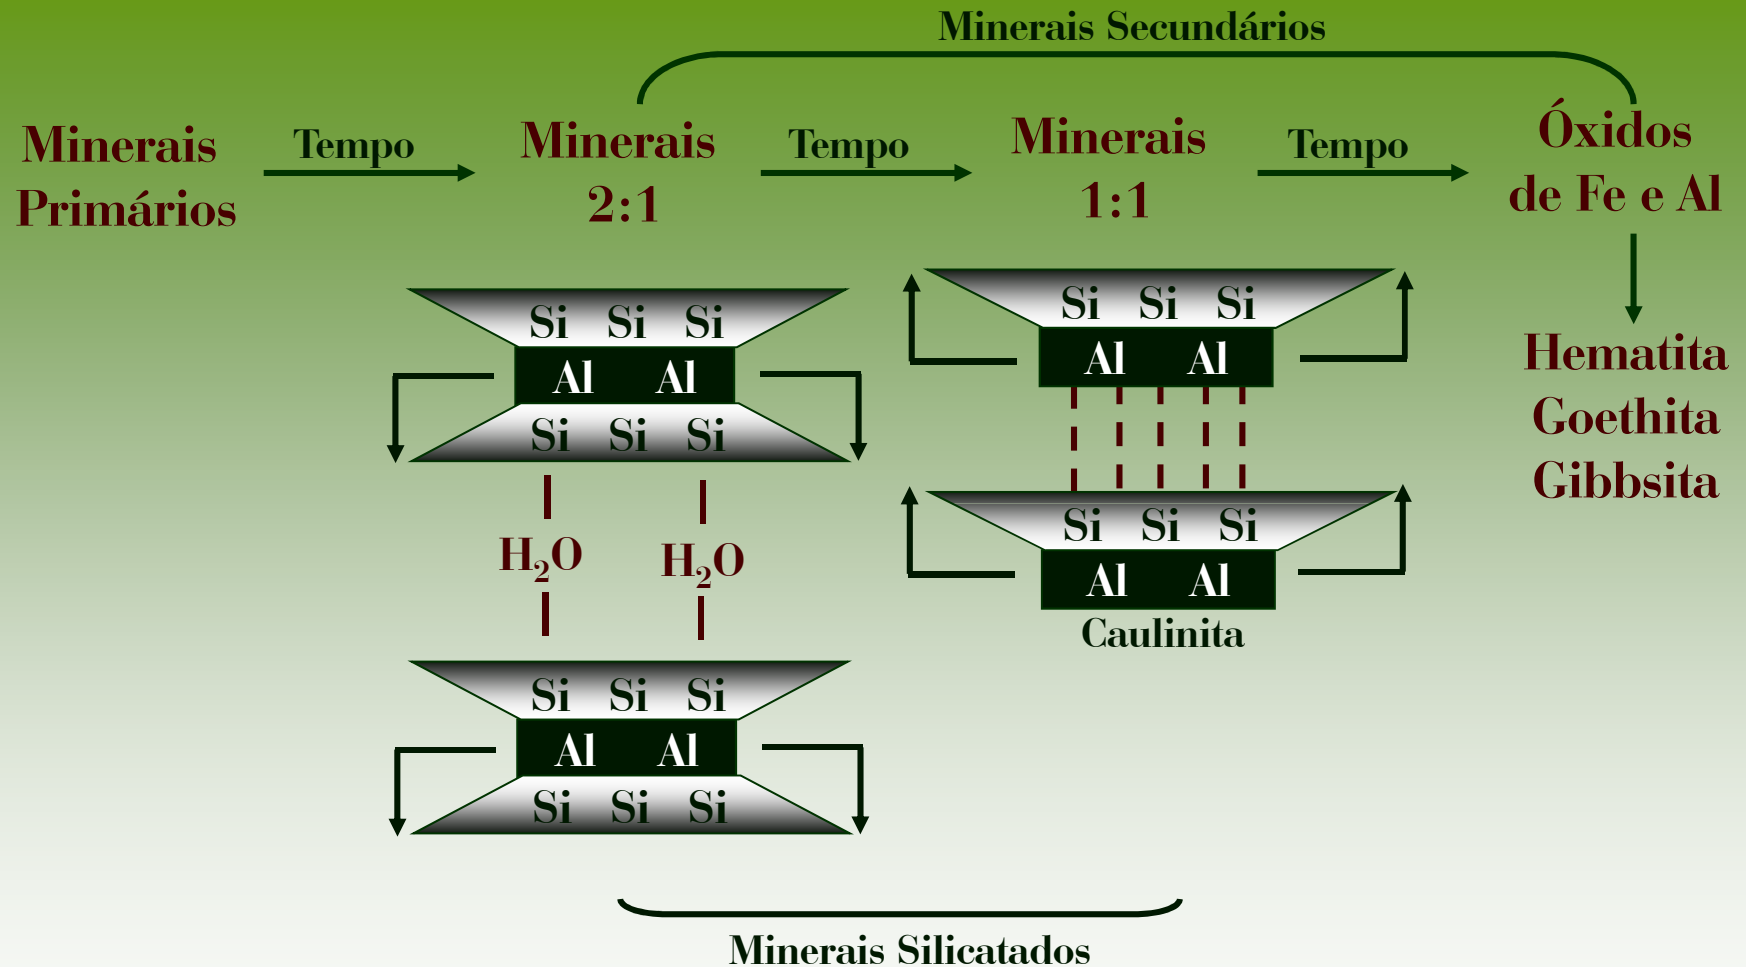 Minerais Secundários
Minerais
Primários
Tempo
Minerais
2:1
Tempo
Minerais
1:1
Tempo
Óxidos
de Fe e Al
Si Si Si
Al Al
Si Si Si
H₂O H₂O
Si Si Si
Al Al
Si Si Si
Si Si Si
Al Al
Si Si Si
Al Al
Caulinita
Hematita
Goethita
Gibbsita
Minerais Silicatados